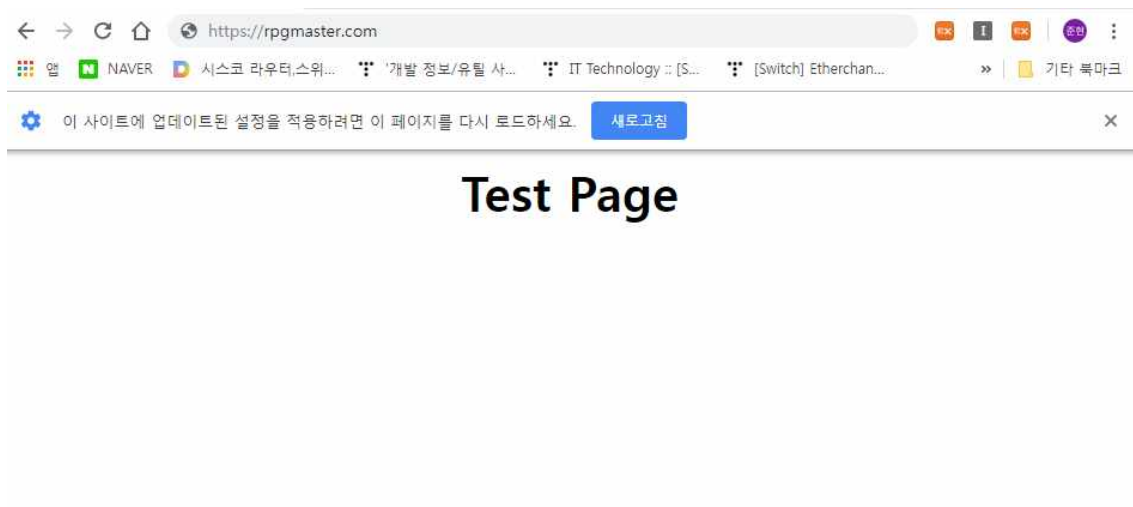 https://rpgmaster.com
앱 NAVER 시스코 라우터,스위... '개발 정보/유틸 사... IT Technology :: [S... [Switch] Etherchan... » 기타 북마크
이 사이트에 업데이트된 설정을 적용하려면 이 페이지를 다시 로드하세요. 새로고침
Test Page